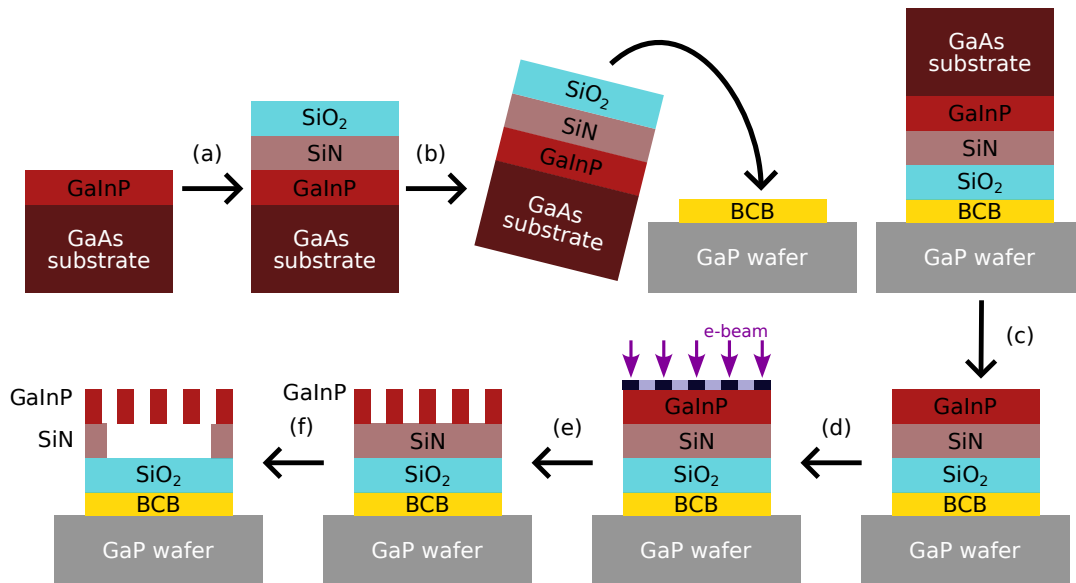 GaInP
GaAs
substrate
(a)
SiO₂
SiN
GaInP
GaAs
substrate
(b)
SiO₂
SiN
GaInP
GaAs
substrate
BCB
GaP wafer
GaAs
substrate
GaInP
SiN
SiO₂
BCB
GaP wafer
(c)
GaInP
SiN
SiO₂
BCB
GaP wafer
(d)
e-beam
GaInP
SiN
SiO₂
BCB
GaP wafer
(e)
GaInP
SiN
SiO₂
BCB
GaP wafer
(f)
GaInP
SiN
SiO₂
BCB
GaP wafer